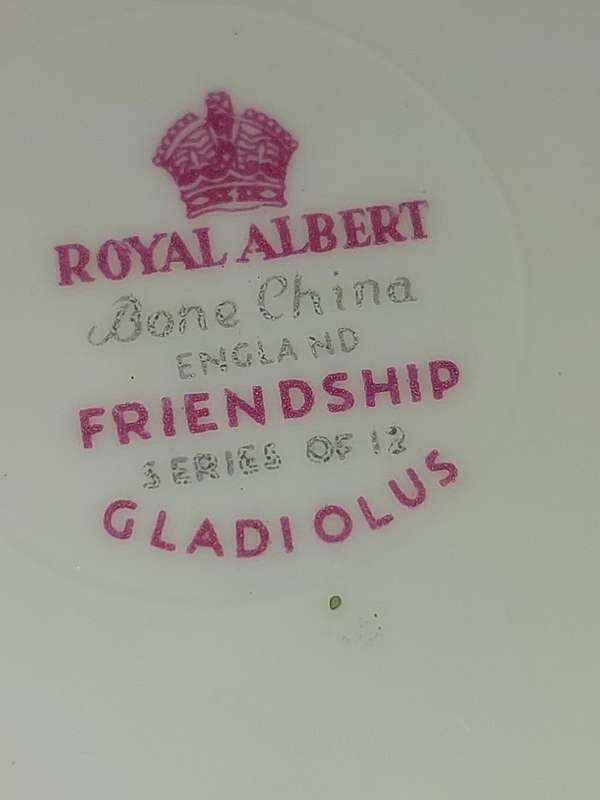 ROYAL ALBERT
Bone China
ENGLAND
FRIENDSHIP
SERIES OF 12
GLADIOLUS